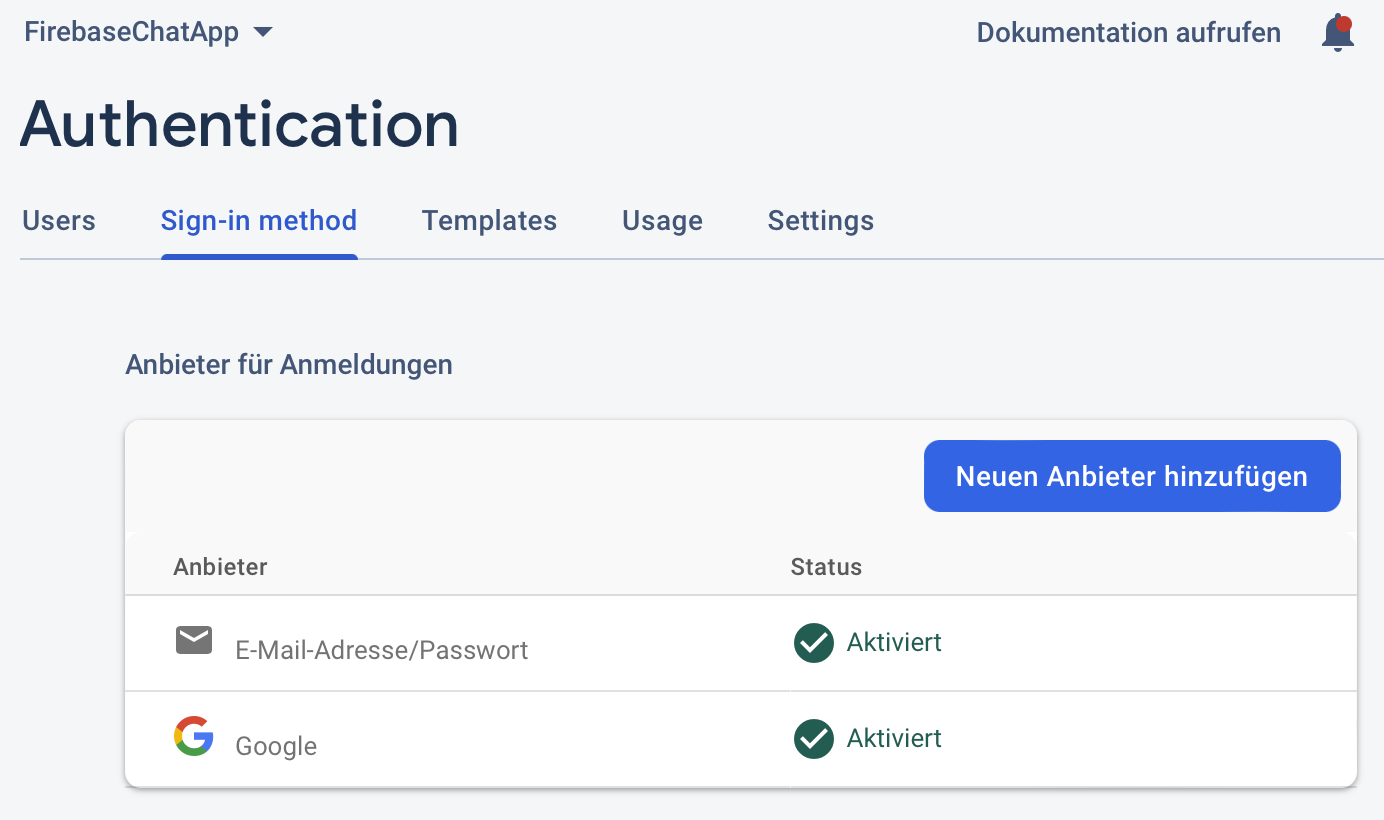 FirebaseChatApp
Dokumentation aufrufen
Authentication
Users Sign-in method Templates Usage Settings
Anbieter für Anmeldungen
Neuen Anbieter hinzufügen
Anbieter Status
E-Mail-Adresse/Passwort Aktiviert
Google Aktiviert